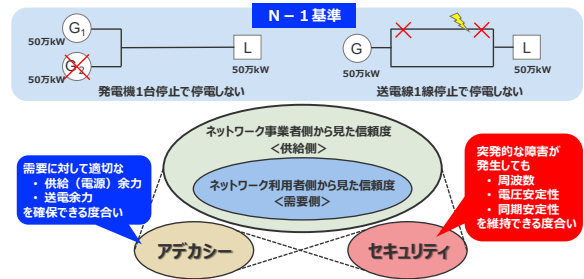 N－1基準
G₁
50万kW
G₂
50万kW
L
50万kW
発電機1台停止で停電しない
G
50万kW
L
50万kW
送電線1線停止で停電しない
ネットワーク事業者側から見た信頼度
＜供給側＞
ネットワーク利用者側から見た信頼度
＜需要側＞
需要に対して適切な
・ 供給（電源）余力
・ 送電余力
を確保できる度合い
突発的な障害が
発生しても
・ 周波数
・ 電圧安定性
・ 同期安定性
を維持できる度合い
アデカシー
セキュリティ